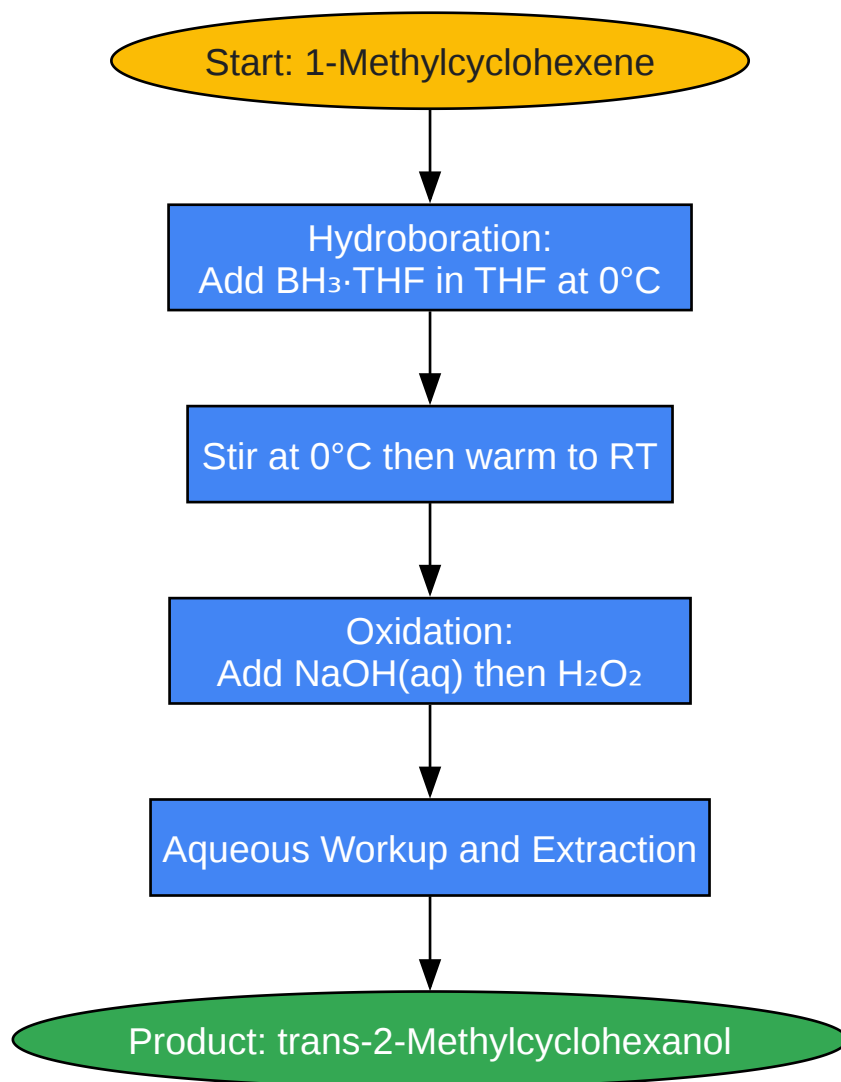 Start: 1-Methylcyclohexene
Hydroboration:
Add BH₃·THF in THF at 0°C
Stir at 0°C then warm to RT
Oxidation:
Add NaOH(aq) then H₂O₂
Aqueous Workup and Extraction
Product: trans-2-Methylcyclohexanol